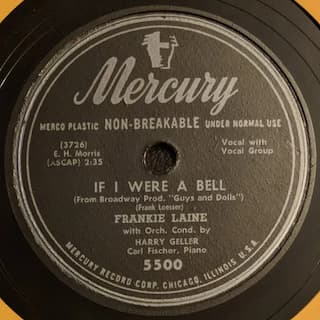 Mercury
MERCO PLASTIC NON-BREAKABLE UNDER NORMAL USE
(3726)
E. H. Morris
(ASCAP) 2:35
Vocal with
Vocal Group
IF I WERE A BELL
(From Broadway Prod. "Guys and Dolls")
(Frank Loesser)
FRANKIE LAINE
with Orch. Cond. by
HARRY GELLER
Carl Fischer, Piano
5500
MERCURY RECORD CORP. CHICAGO, ILLINOIS U.S.A.